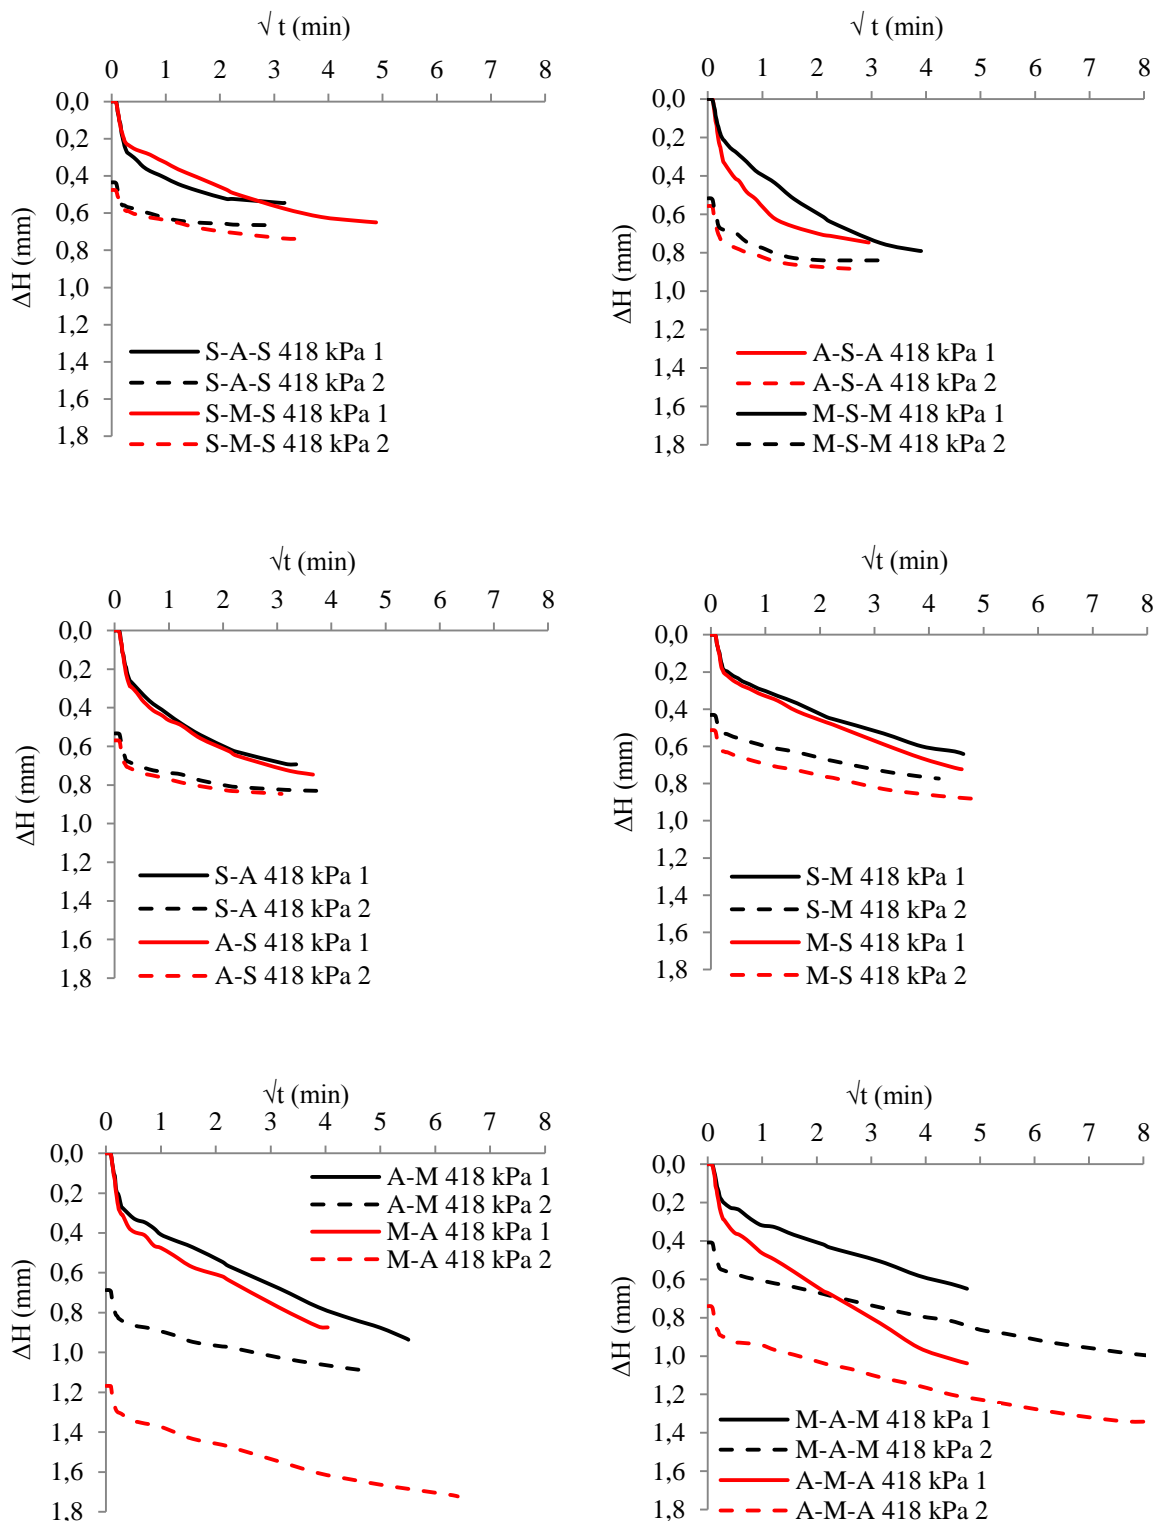 √ t (min)
0 1 2 3 4 5 6 7 8
0,0
0,2
0,4
0,6
0,8
1,0
1,2
1,4
1,6
1,8
ΔH (mm)
S-A-S 418 kPa 1
S-A-S 418 kPa 2
S-M-S 418 kPa 1
S-M-S 418 kPa 2
√ t (min)
0 1 2 3 4 5 6 7 8
0,0
0,2
0,4
0,6
0,8
1,0
1,2
1,4
1,6
1,8
ΔH (mm)
A-S-A 418 kPa 1
A-S-A 418 kPa 2
M-S-M 418 kPa 1
M-S-M 418 kPa 2
√t (min)
0 1 2 3 4 5 6 7 8
0,0
0,2
0,4
0,6
0,8
1,0
1,2
1,4
1,6
1,8
ΔH (mm)
S-A 418 kPa 1
S-A 418 kPa 2
A-S 418 kPa 1
A-S 418 kPa 2
√t (min)
0 1 2 3 4 5 6 7 8
0,0
0,2
0,4
0,6
0,8
1,0
1,2
1,4
1,6
1,8
ΔH (mm)
S-M 418 kPa 1
S-M 418 kPa 2
M-S 418 kPa 1
M-S 418 kPa 2
√t (min)
0 1 2 3 4 5 6 7 8
0,0
0,2
0,4
0,6
0,8
1,0
1,2
1,4
1,6
1,8
ΔH (mm)
A-M 418 kPa 1
A-M 418 kPa 2
M-A 418 kPa 1
M-A 418 kPa 2
√t (min)
0 1 2 3 4 5 6 7 8
0,0
0,2
0,4
0,6
0,8
1,0
1,2
1,4
1,6
1,8
ΔH (mm)
M-A-M 418 kPa 1
M-A-M 418 kPa 2
A-M-A 418 kPa 1
A-M-A 418 kPa 2